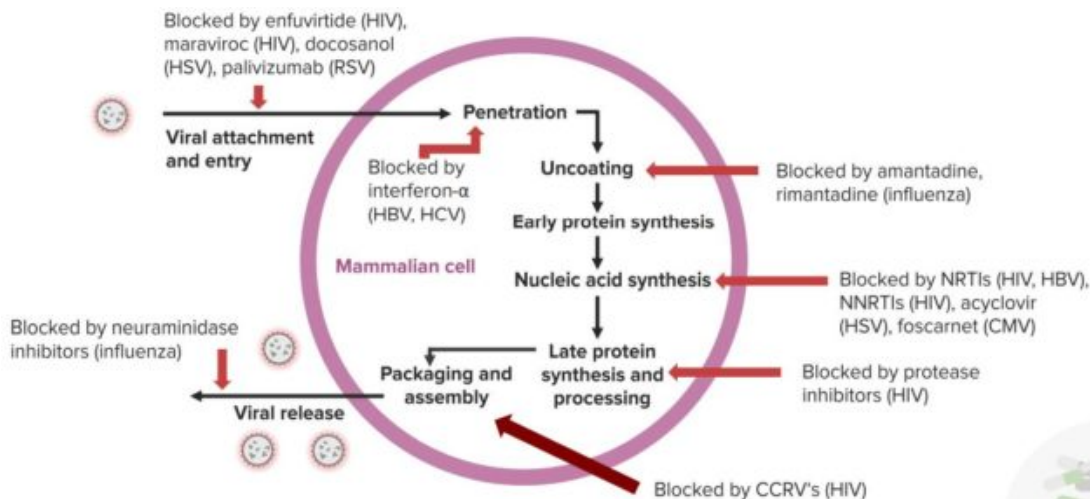 Blocked by enfuvirtide (HIV),
maraviroc (HIV), docosanol
(HSV), palivizumab (RSV)
Viral attachment
and entry
Penetration
Blocked by
interferon-α
(HBV, HCV)
Uncoating
Blocked by amantadine,
rimantadine (influenza)
Early protein synthesis
Mammalian cell
Nucleic acid synthesis
Blocked by NRTIs (HIV, HBV),
NNRTIs (HIV), acyclovir
(HSV), foscarnet (CMV)
Late protein
synthesis and
processing
Blocked by protease
inhibitors (HIV)
Packaging and
assembly
Blocked by CCRV's (HIV)
Blocked by neuraminidase
inhibitors (influenza)
Viral release